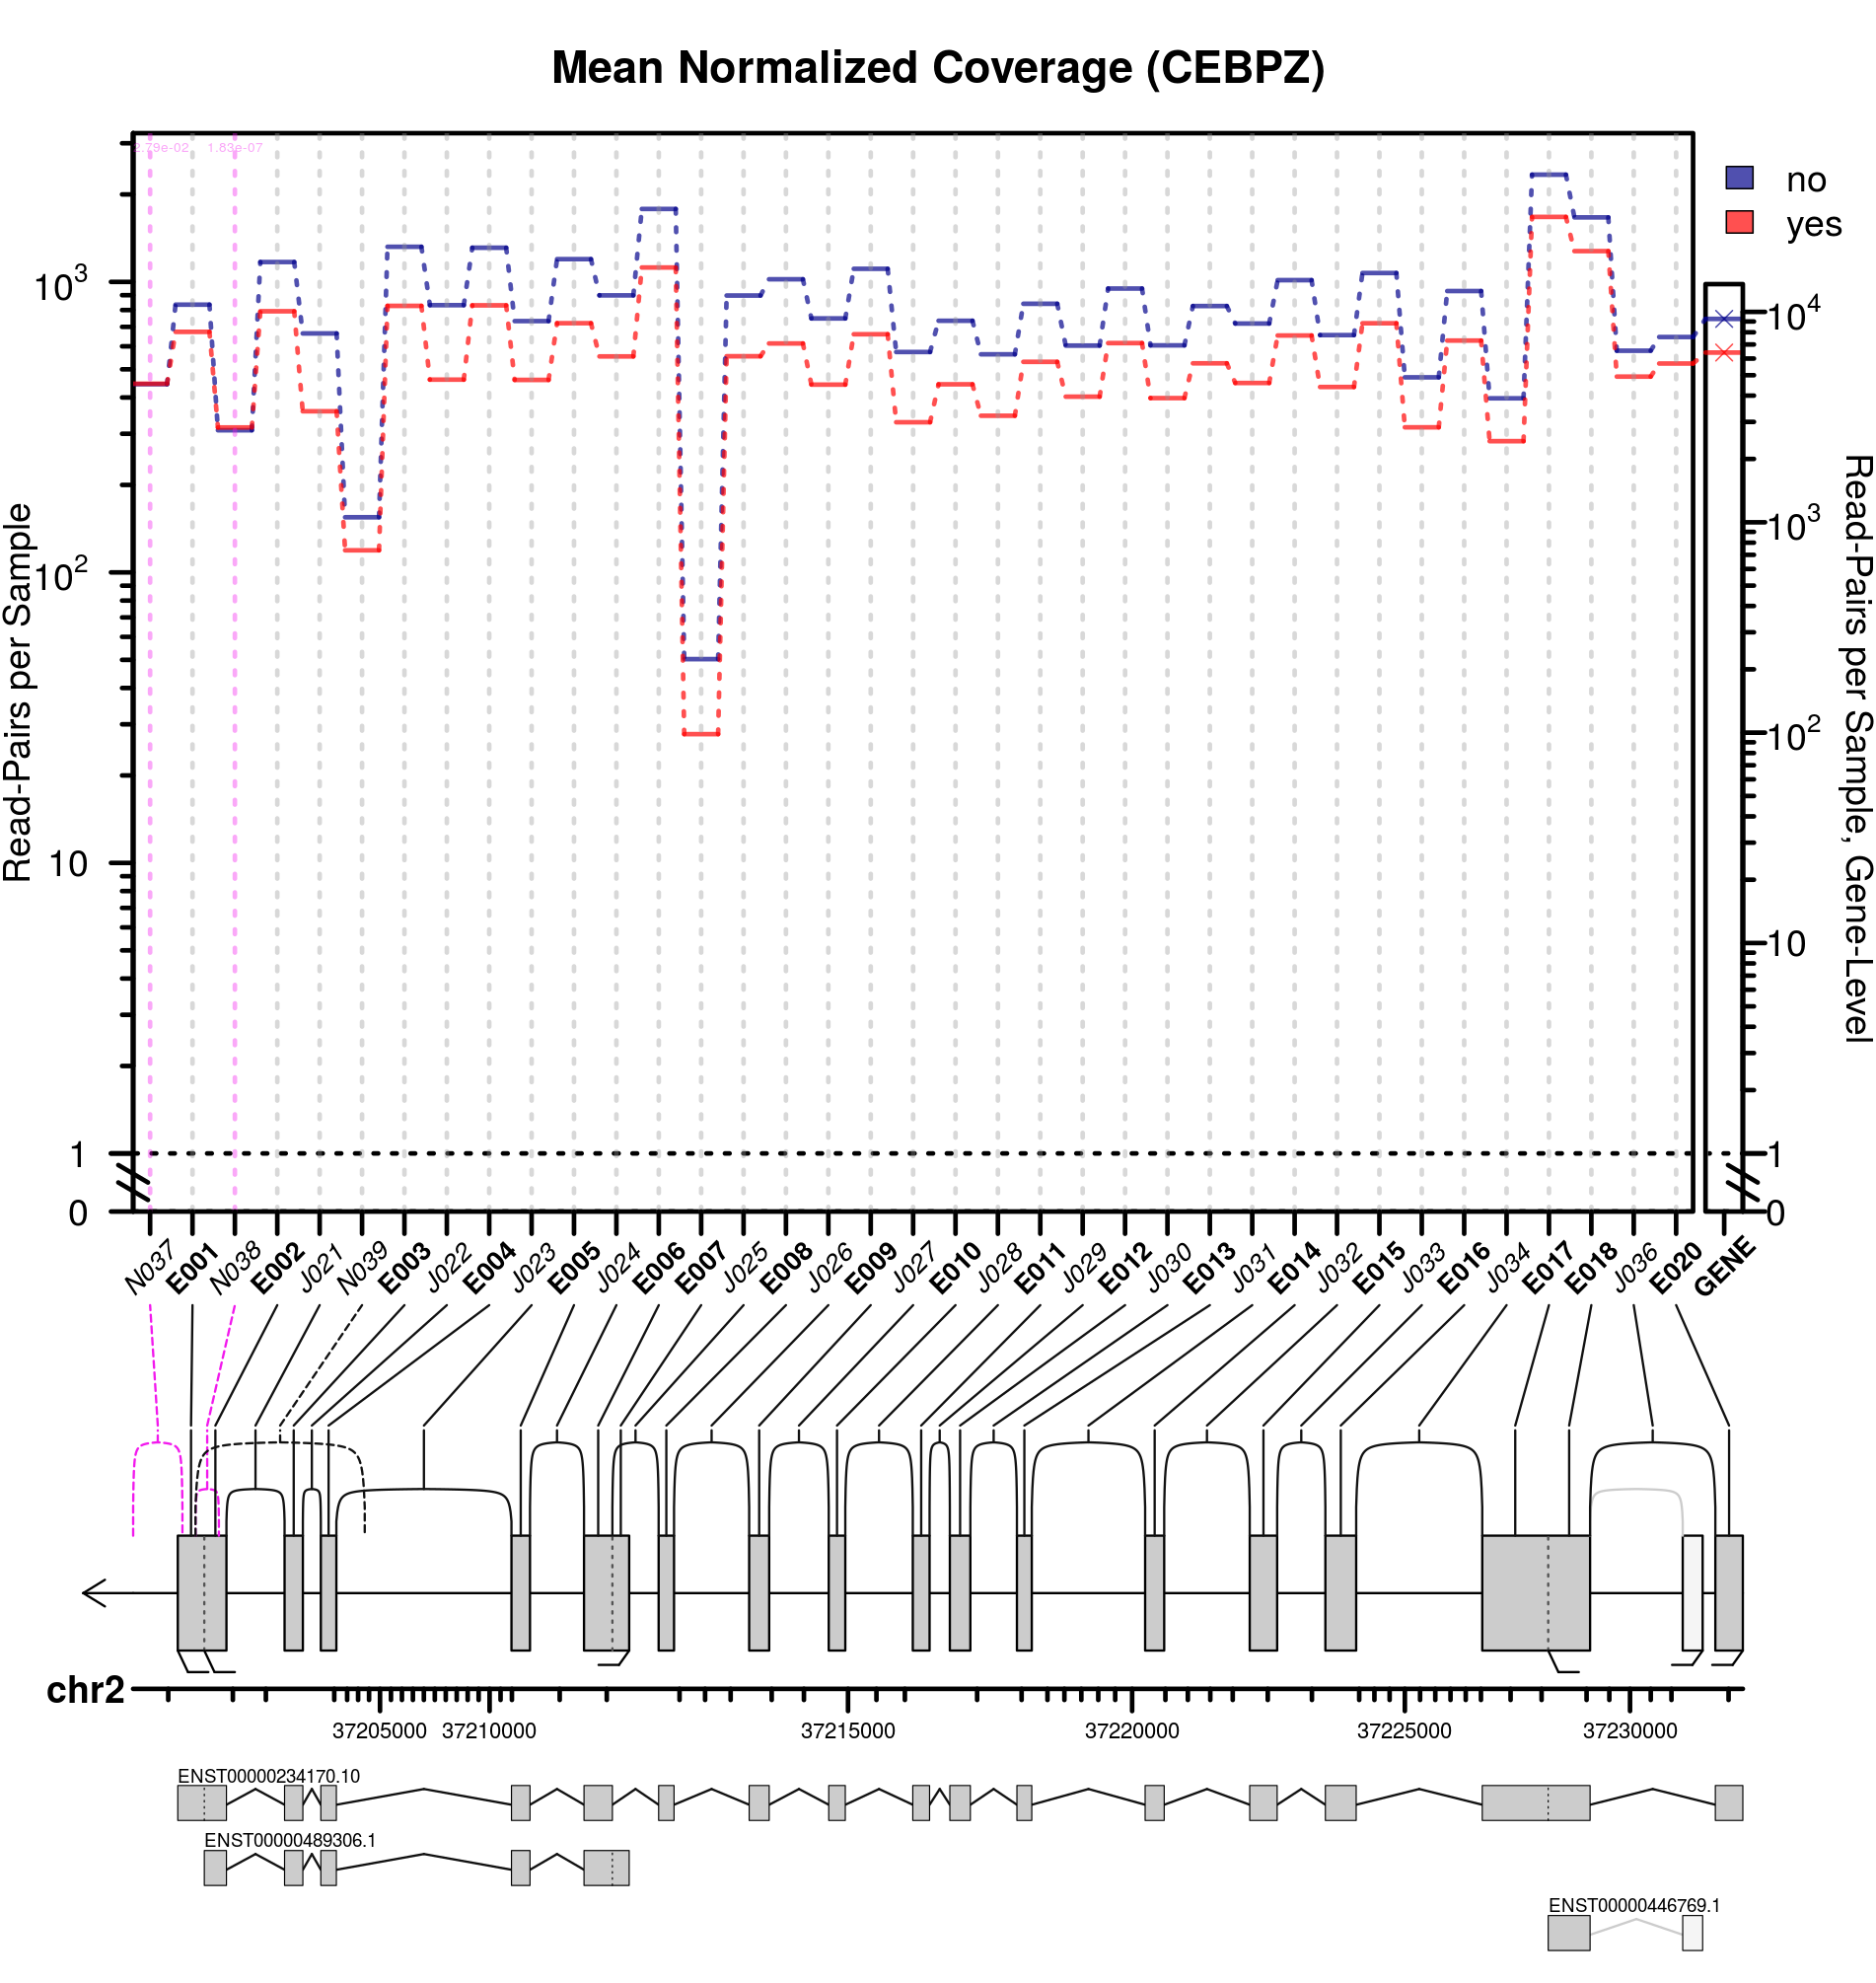 Mean Normalized Coverage (CEBPZ)
2.79e-02 1.83e-07
no
yes
Read-Pairs per Sample
10³
10²
10
1
0
10⁴
10³
10²
10
1
0
Read-Pairs per Sample, Gene-Level
N037 E001 N038 E002 J021 N039 E003 J022 E004 J023 E005 J024 E006 E007 J025 E008 J026 E009 J027 E010 J028 E011 J029 E012 J030 E013 J031 E014 J032 E015 J033 E016 J034 E017 E018 J036 E020 GENE
chr2
37205000 37210000 37215000 37220000 37225000 37230000
ENST00000234170.10
ENST00000489306.1
ENST00000446769.1